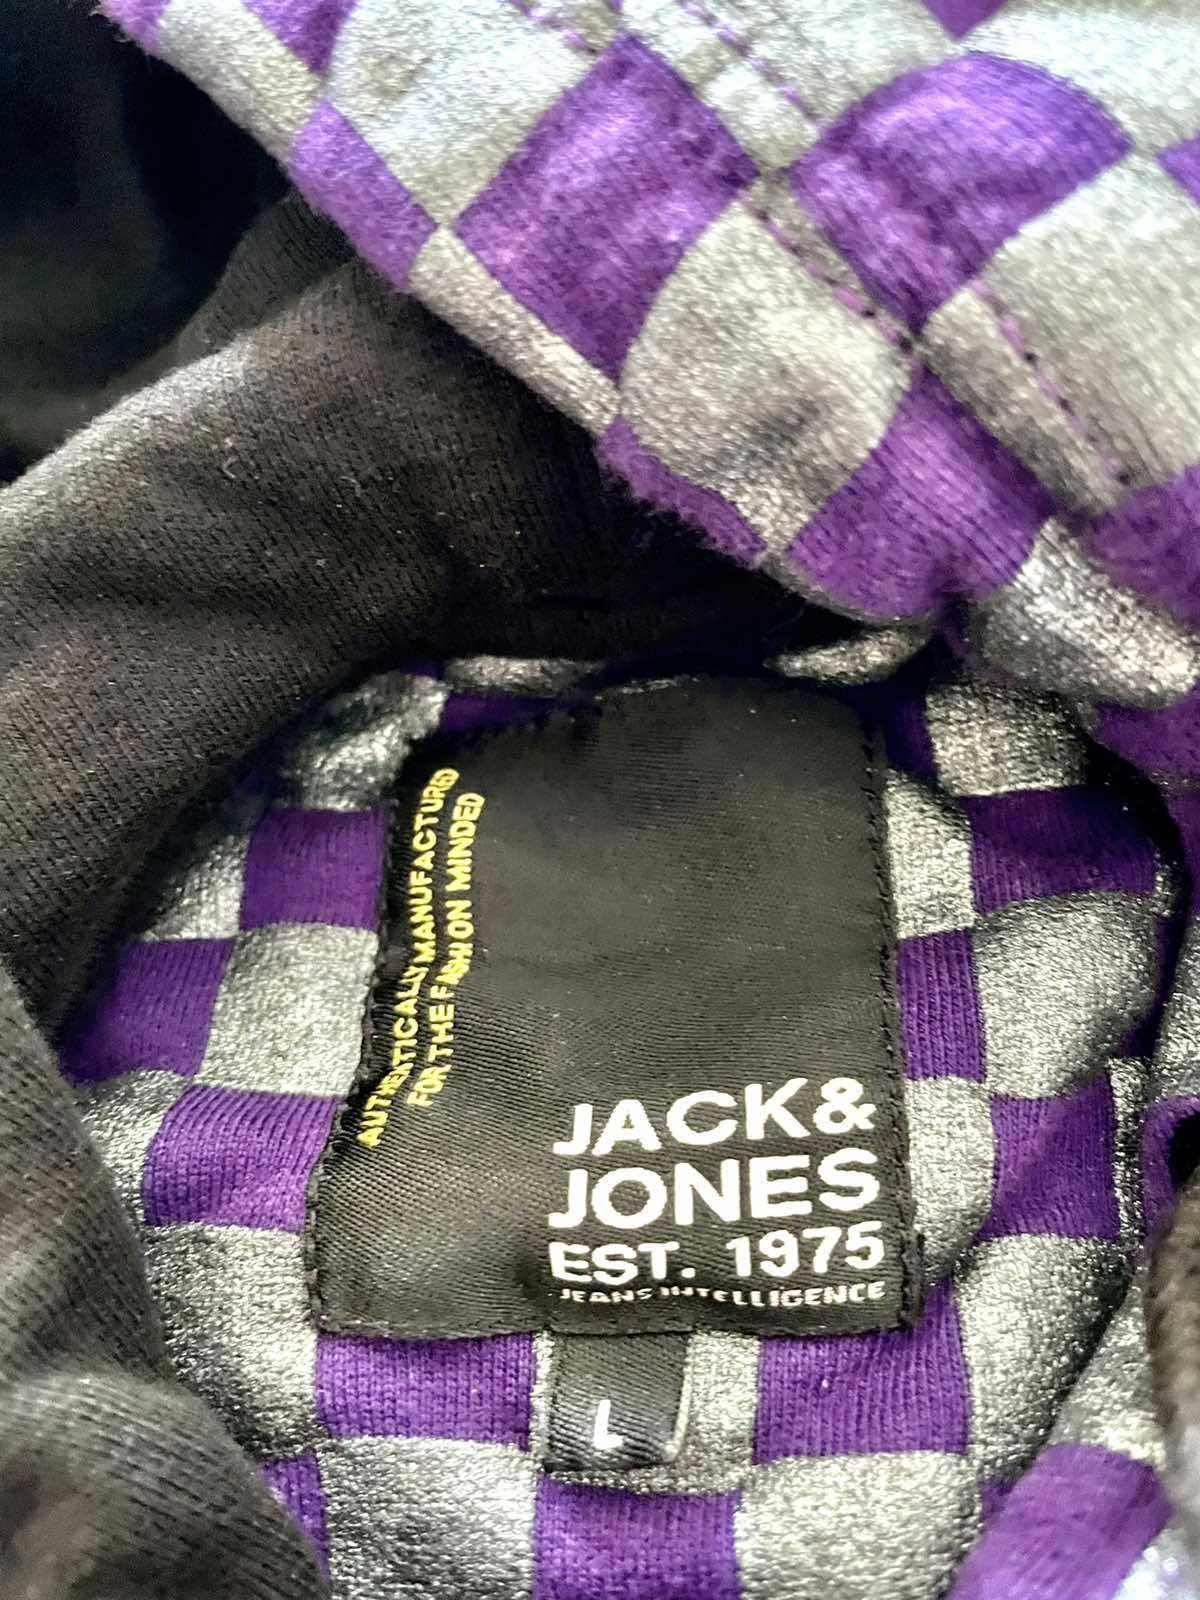 AUTHENTICALLY MANUFACTURED
FOR THE FASHION MINDED
JACK&
JONES
EST. 1975
JEANS INTELLIGENCE
L